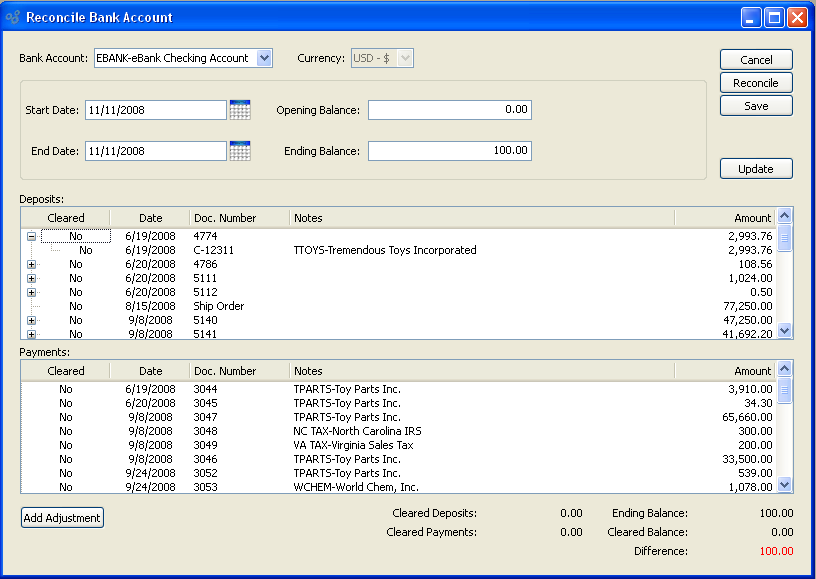 Reconcile Bank Account
Bank Account: EBANK-eBank Checking Account Currency: USD - $ Cancel
Reconcile
Start Date: 11/11/2008 Opening Balance: 0.00 Save
End Date: 11/11/2008 Ending Balance: 100.00
Update
Deposits:
Cleared Date Doc. Number Notes Amount
No 6/19/2008 4774 2,993.76
No 6/19/2008 C-12311 TTOYS-Tremendous Toys Incorporated 2,993.76
No 6/20/2008 4786 108.56
No 6/20/2008 5111 1,024.00
No 6/20/2008 5112 0.50
No 8/15/2008 Ship Order 77,250.00
No 9/8/2008 5140 47,250.00
No 9/8/2008 5141 41,692.20
Payments:
Cleared Date Doc. Number Notes Amount
No 6/19/2008 3044 TPARTS-Toy Parts Inc. 3,910.00
No 6/20/2008 3045 TPARTS-Toy Parts Inc. 34.30
No 9/8/2008 3047 TPARTS-Toy Parts Inc. 65,660.00
No 9/8/2008 3048 NC TAX-North Carolina IRS 300.00
No 9/8/2008 3049 VA TAX-Virginia Sales Tax 200.00
No 9/8/2008 3046 TPARTS-Toy Parts Inc. 33,500.00
No 9/24/2008 3052 TPARTS-Toy Parts Inc. 539.00
No 9/24/2008 3053 WCHEM-World Chem, Inc. 1,078.00
Add Adjustment Cleared Deposits: 0.00 Ending Balance: 100.00
Cleared Payments: 0.00 Cleared Balance: 0.00
Difference: 100.00